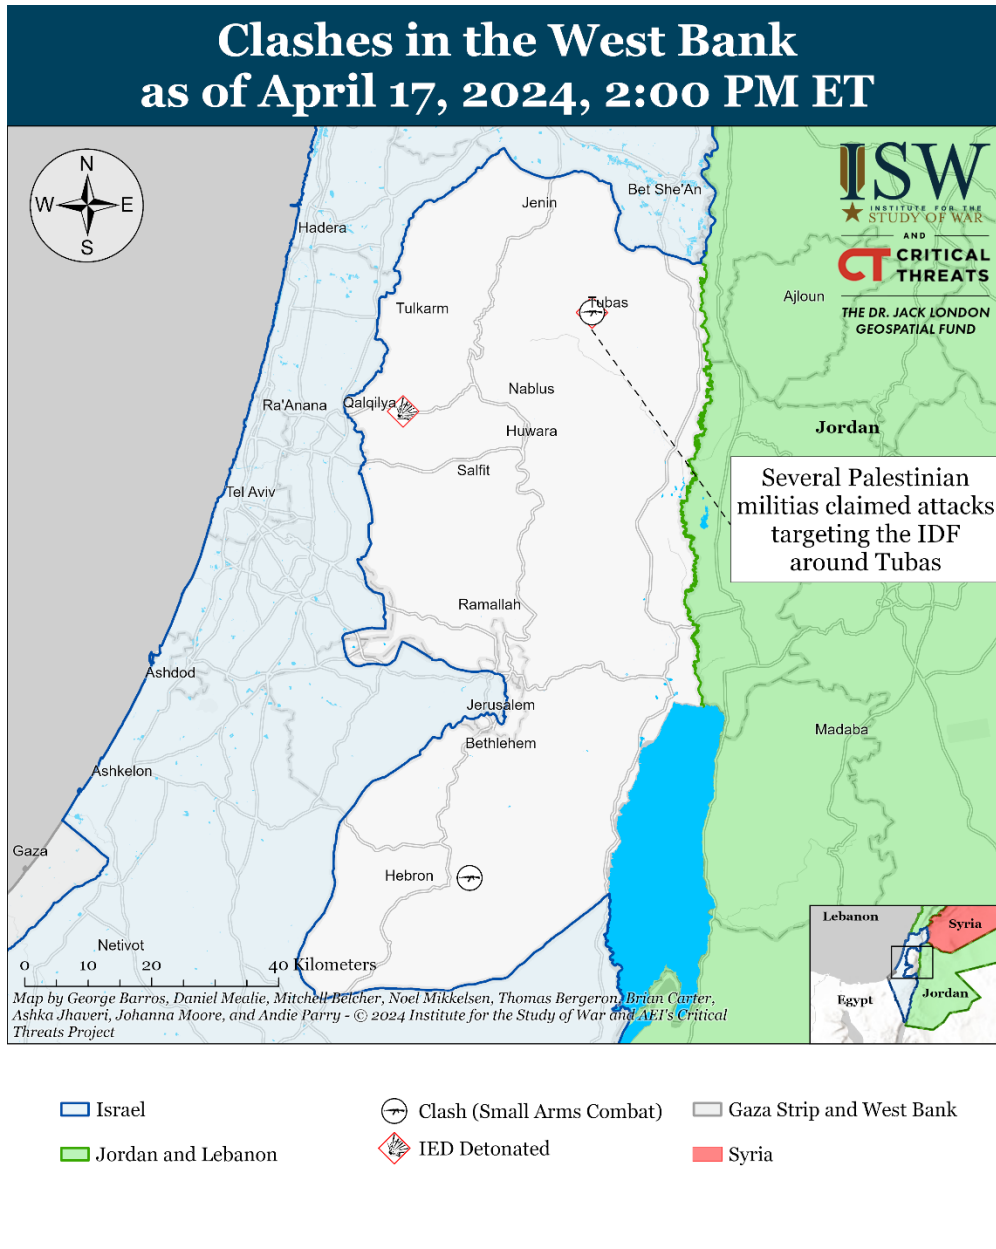 Clashes in the West Bank
as of April 17, 2024, 2:00 PM ET
N
W E
S
ISW
INSTITUTE FOR THE
STUDY OF WAR
AND
CT CRITICAL
THREATS
THE DR. JACK LONDON
GEOSPATIAL FUND
Bet She'An
Jenin
Hadera
Ajloun
Tubas
Tulkarm
Nablus
Qalqilya
Ra'Anana
Jordan
Huwara
Salfit
Several Palestinian
militias claimed attacks
targeting the IDF
around Tubas
Tel Aviv
Ramallah
Ashdod
Jerusalem
Madaba
Bethlehem
Ashkelon
Gaza
Hebron
Netivot
0 10 20 40 Kilometers
Lebanon
Syria
Egypt
Jordan
Map by George Barros, Daniel Mealie, Mitchell Belcher, Noel Mikkelsen, Thomas Bergeron, Brian Carter,
Ashka Jhaveri, Johanna Moore, and Andie Parry - © 2024 Institute for the Study of War and AEI's Critical
Threats Project
Israel
Clash (Small Arms Combat)
Gaza Strip and West Bank
Jordan and Lebanon
IED Detonated
Syria